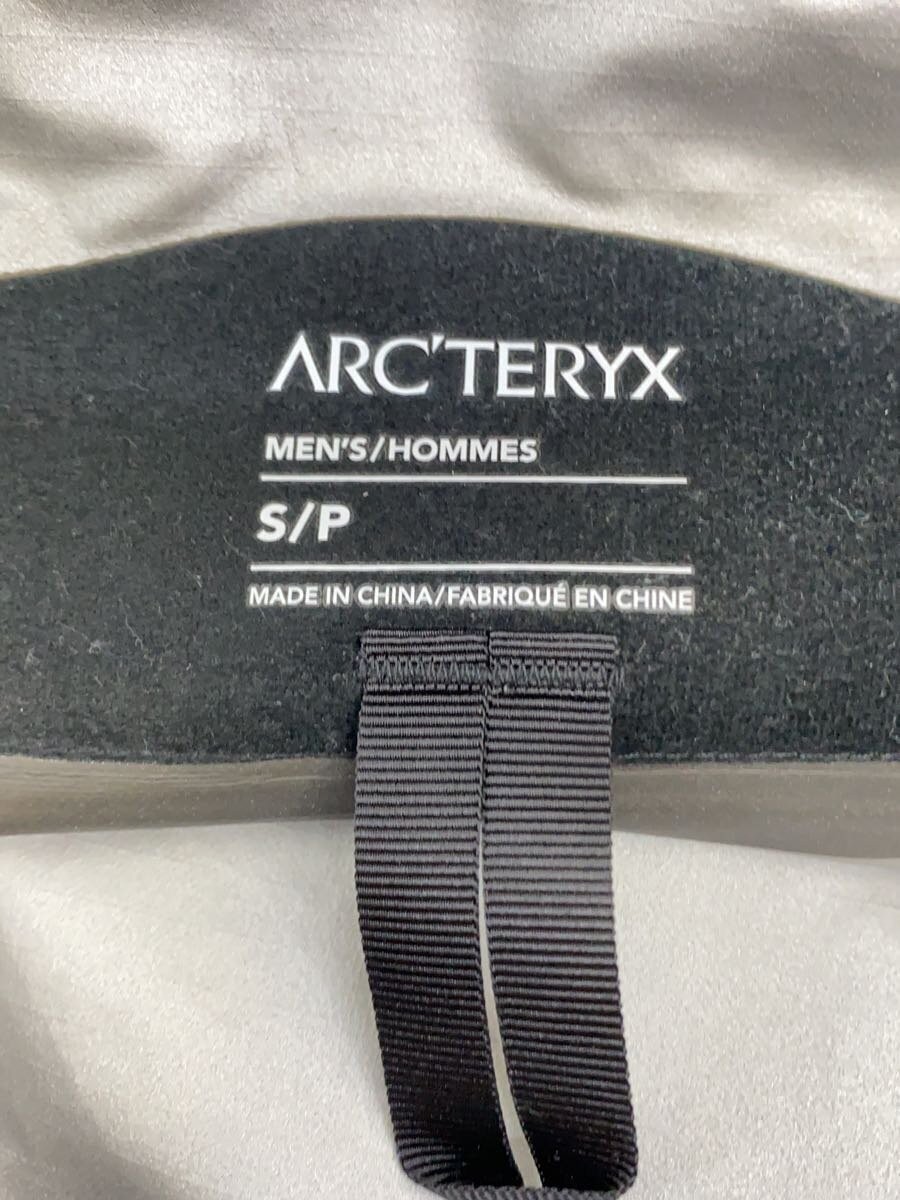 ARC'TERYX
MEN'S/HOMMES
S/P
MADE IN CHINA/FABRIQUÉ EN CHINE